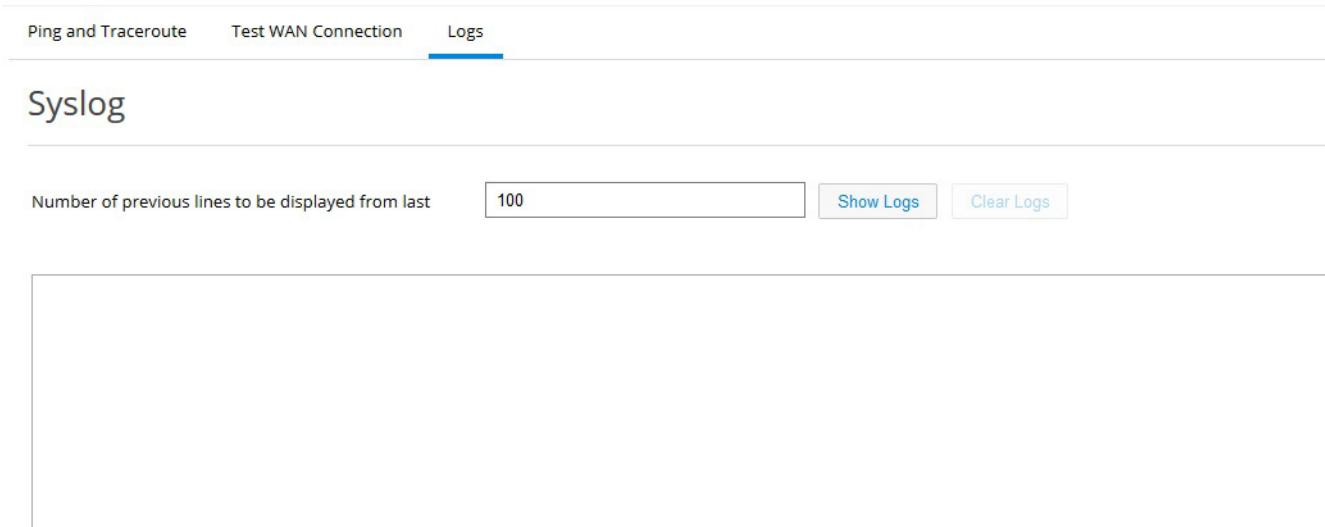 Ping and Traceroute Test WAN Connection Logs
Syslog
Number of previous lines to be displayed from last 100 Show Logs Clear Logs